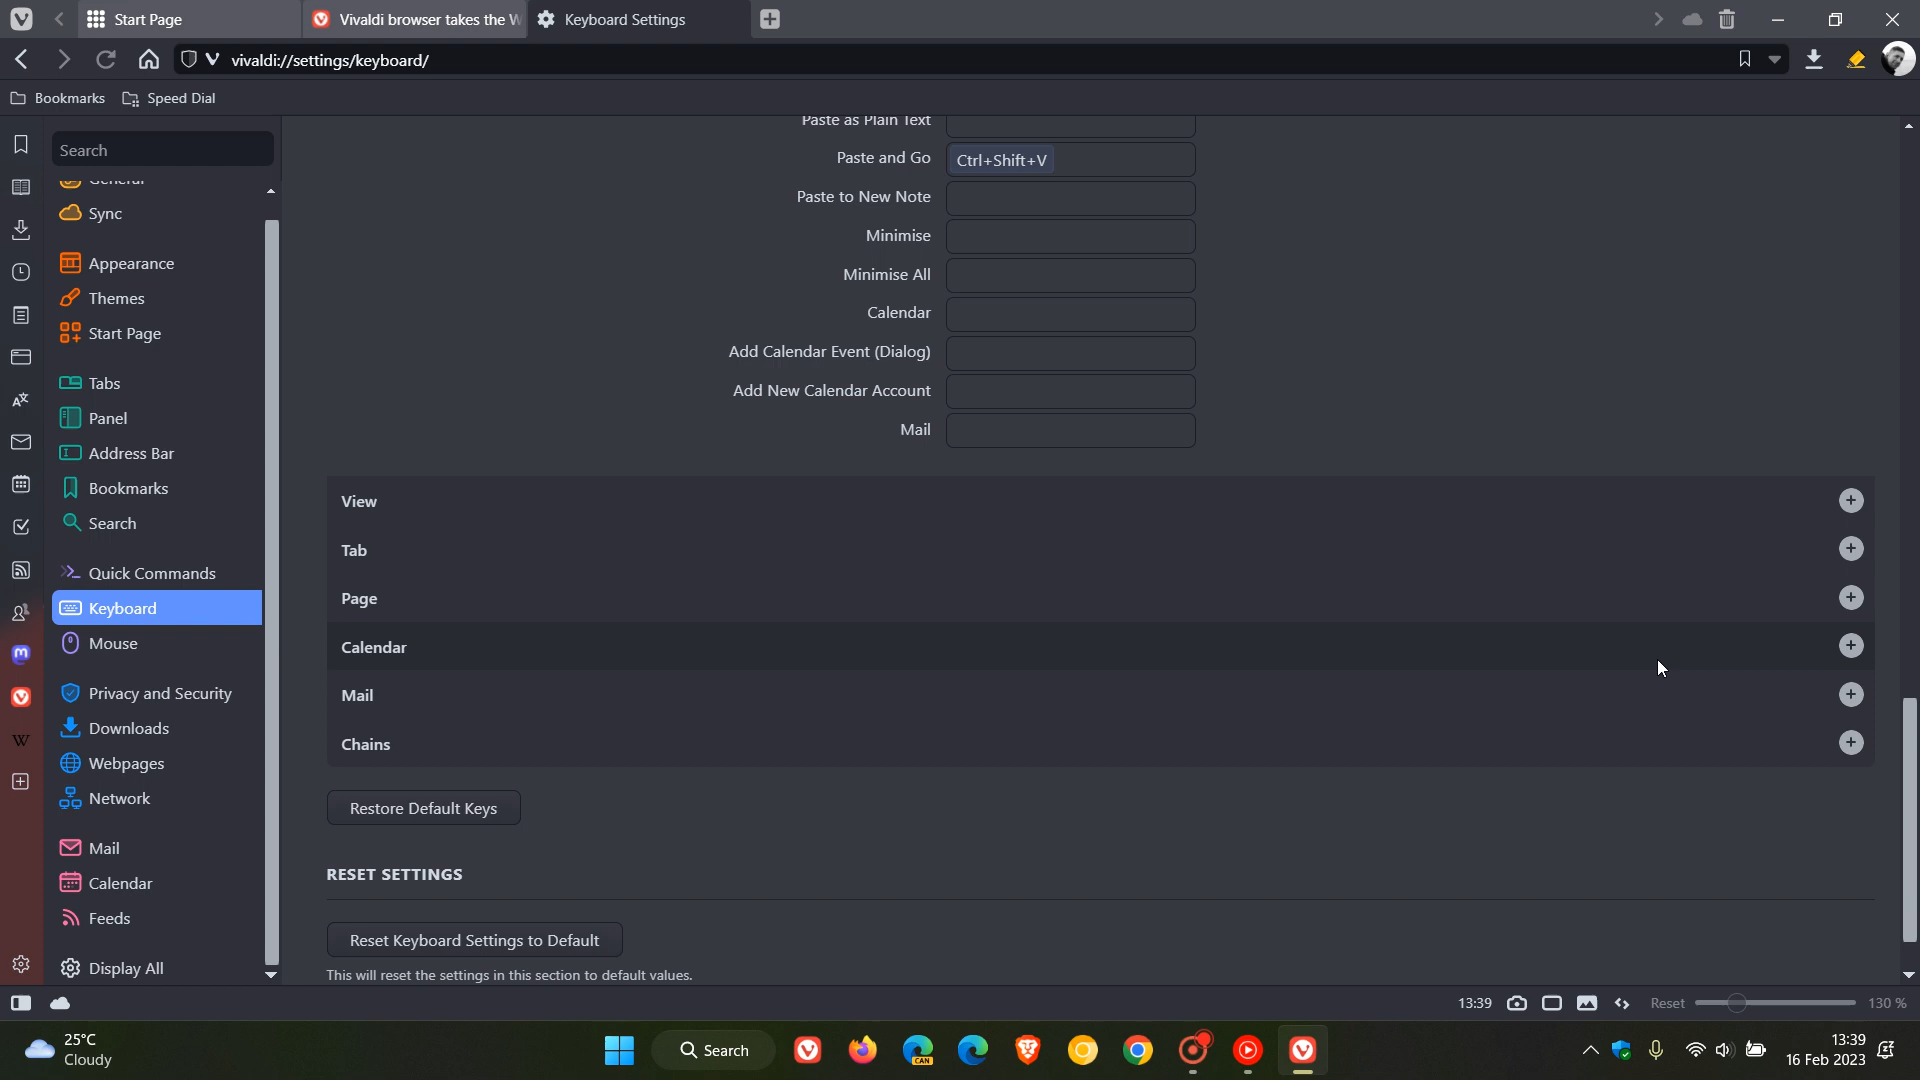 Start Page
Vivaldi browser takes the W
Keyboard Settings
vivaldi://settings/keyboard/
Bookmarks
Speed Dial
Search
General
Sync
Appearance
Themes
Start Page
Tabs
Panel
Address Bar
Bookmarks
Search
Quick Commands
Keyboard
Mouse
Privacy and Security
Downloads
Webpages
Network
Mail
Calendar
Feeds
Display All
Paste as Plain Text
Paste and Go
Ctrl+Shift+V
Paste to New Note
Minimise
Minimise All
Calendar
Add Calendar Event (Dialog)
Add New Calendar Account
Mail
View
Tab
Page
Calendar
Mail
Chains
Restore Default Keys
RESET SETTINGS
Reset Keyboard Settings to Default
This will reset the settings in this section to default values.
13:39
Reset
130 %
25°C
Cloudy
Search
CAN
13:39
16 Feb 2023